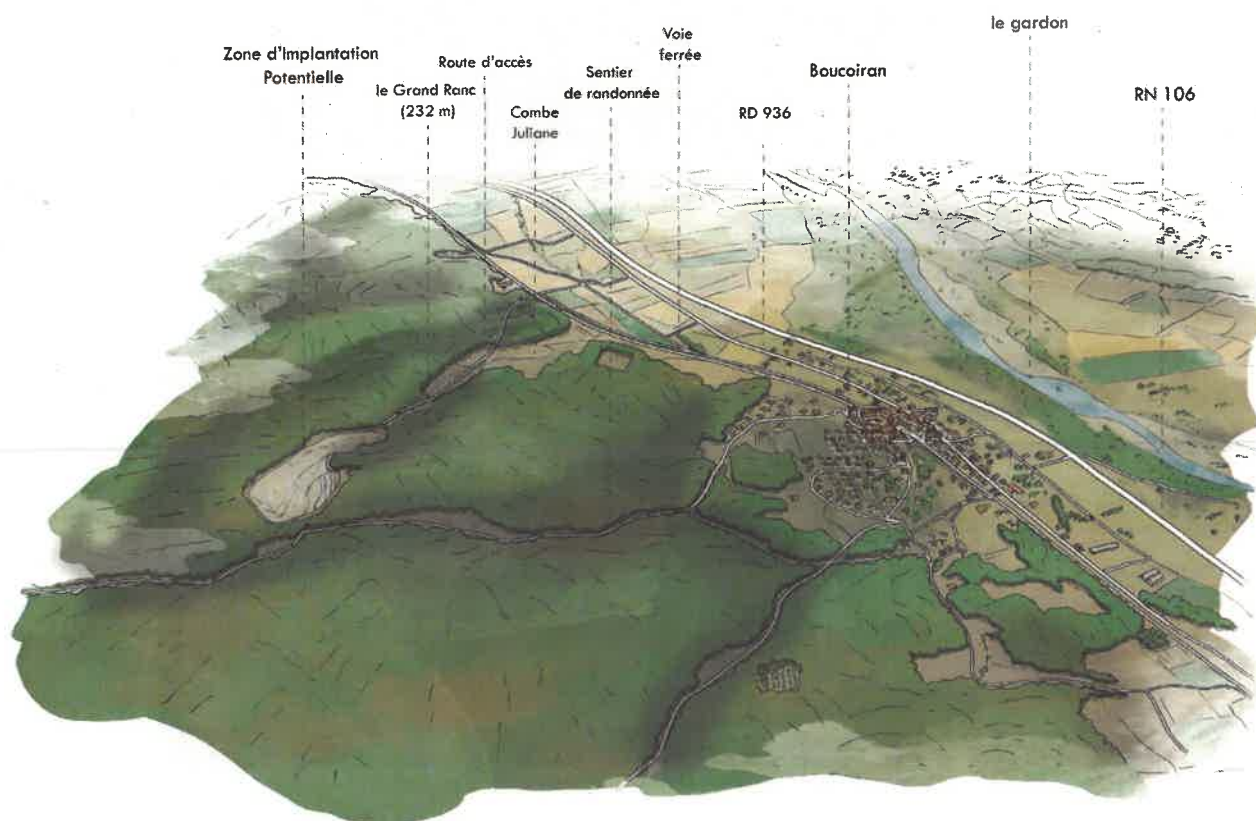 Zone d'Implantation
Potentielle
le Grand Ranc
(232 m)
Route d'accès
Combe
Juliane
Sentier
de randonnée
Voie
ferrée
RD 936
Boucoiran
le gardon
RN 106